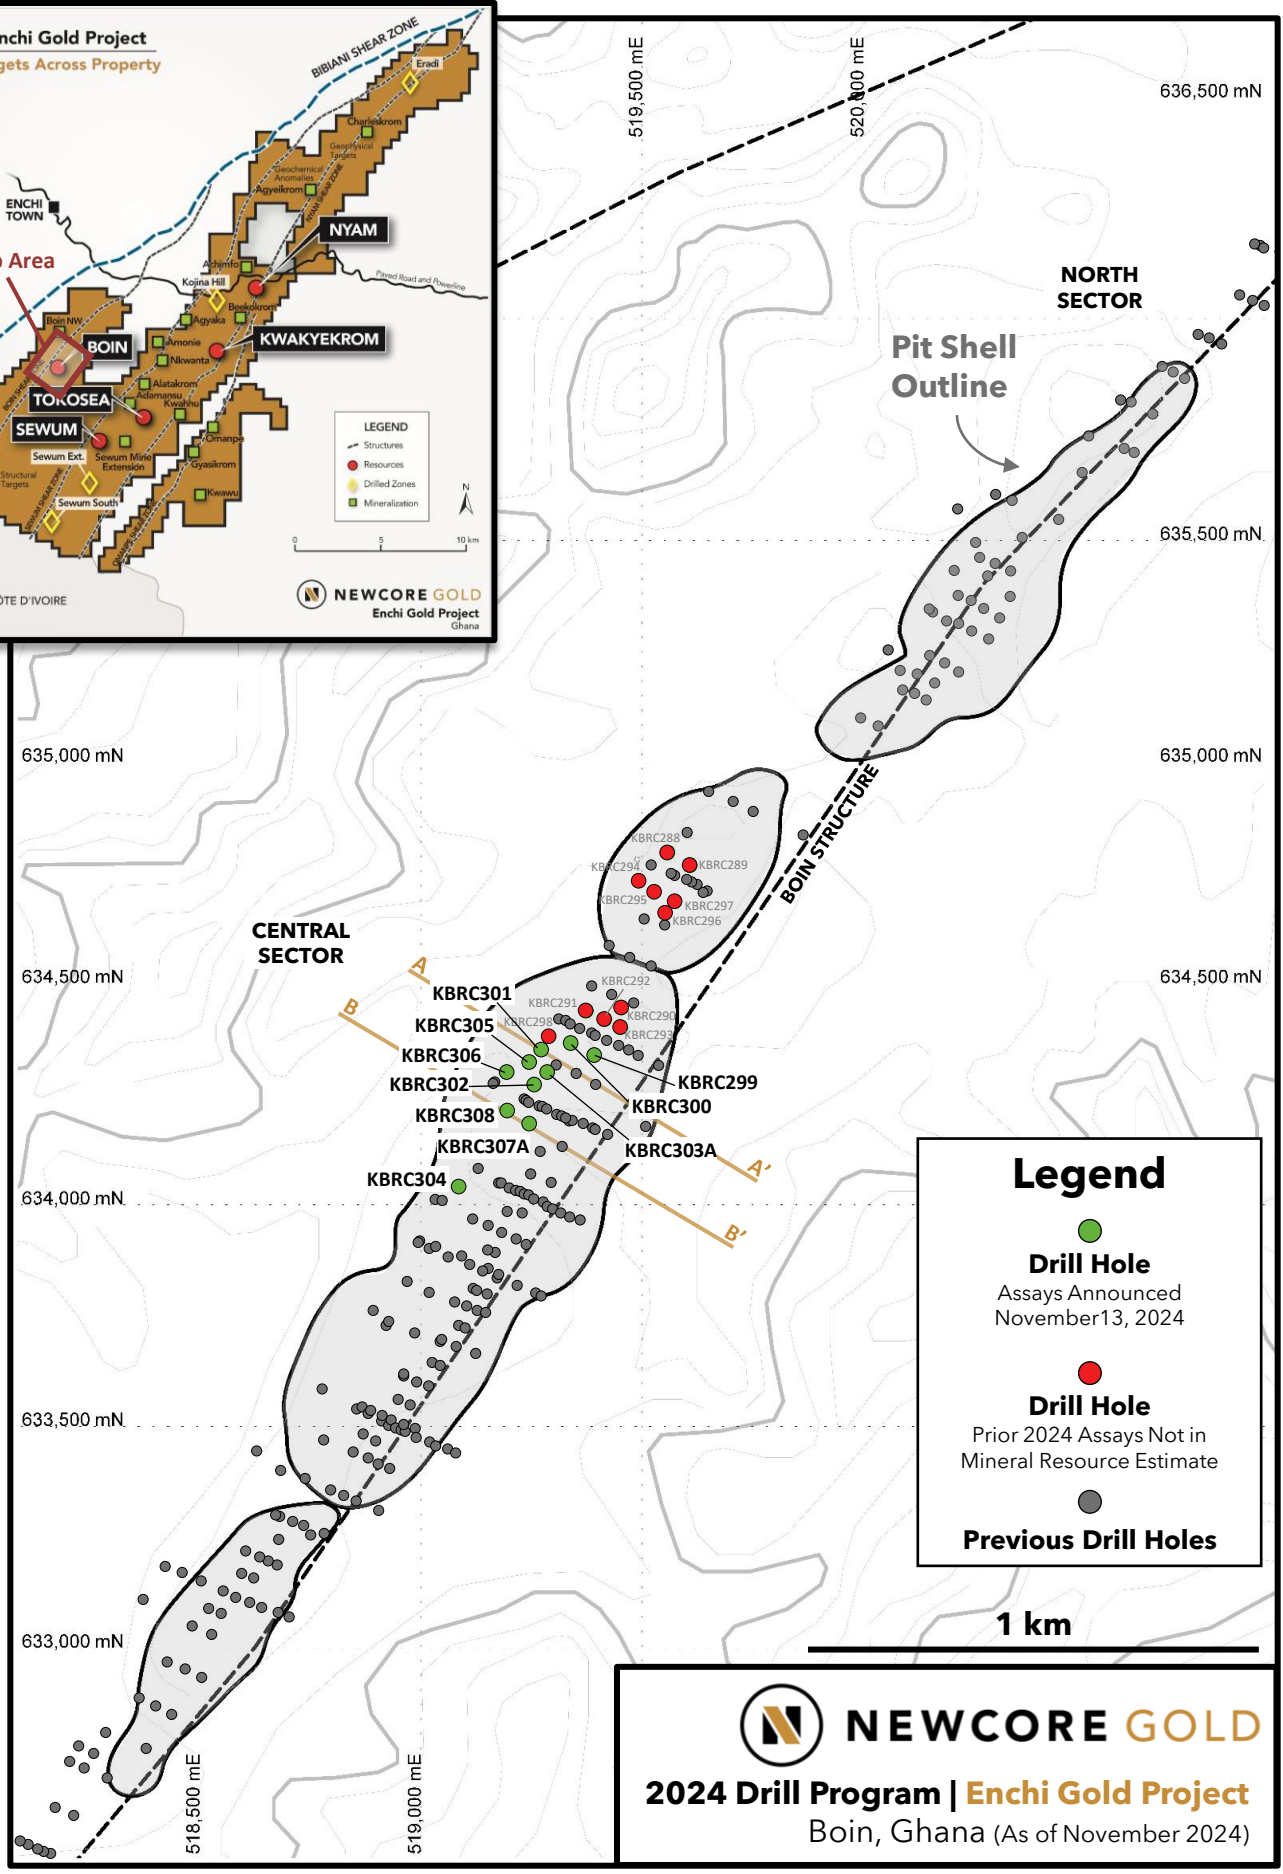 nchi Gold Project
gets Across Property
BIBIANI SHEAR ZONE
Eradi
Charleskrom
Geophysical
Targets
Geochemical
Anomalies
Agyeikrom
NYAM SHEAR ZONE
ENCHI
TOWN
NYAM
Achimfo
Paved Road and Powerline
p Area
Kojina Hill
Beekokrom
Boin NW
Agyaka
KWAKYEKROM
BOIN
Amonie
Nkwanta
Alatakrom
Adamansu
TOKOSEA
Kwahhu
SEWUM
Omanpe
Sewum Ext.
Sewum Mine
Extension
Gyasikrom
Structural
Targets
Kwawu
Sewum South
SEWUM SHEAR ZONE
LEGEND
Structures
Resources
Drilled Zones
Mineralization
N
0
5
10 km
ÔTE D'IVOIRE
NEWCORE GOLD
Enchi Gold Project
Ghana
519,500 mE
520,000 mE
636,500 mN
NORTH
SECTOR
Pit Shell
Outline
635,500 mN
635,000 mN
635,000 mN
BOIN STRUCTURE
KBRC288
KBRC289
KBRC294
KBRC295
KBRC297
KBRC296
CENTRAL
SECTOR
634,500 mN
634,500 mN
A
B
KBRC292
KBRC301
KBRC291
KBRC290
KBRC305
KBRC298
KBRC293
KBRC306
KBRC302
KBRC299
KBRC300
KBRC308
KBRC307A
KBRC303A
A'
KBRC304
634,000 mN
B'
633,500 mN
633,000 mN
518,500 mE
519,000 mE
Legend
Drill Hole
Assays Announced
November13, 2024
Drill Hole
Prior 2024 Assays Not in
Mineral Resource Estimate
Previous Drill Holes
1 km
NEWCORE GOLD
2024 Drill Program | Enchi Gold Project
Boin, Ghana (As of November 2024)